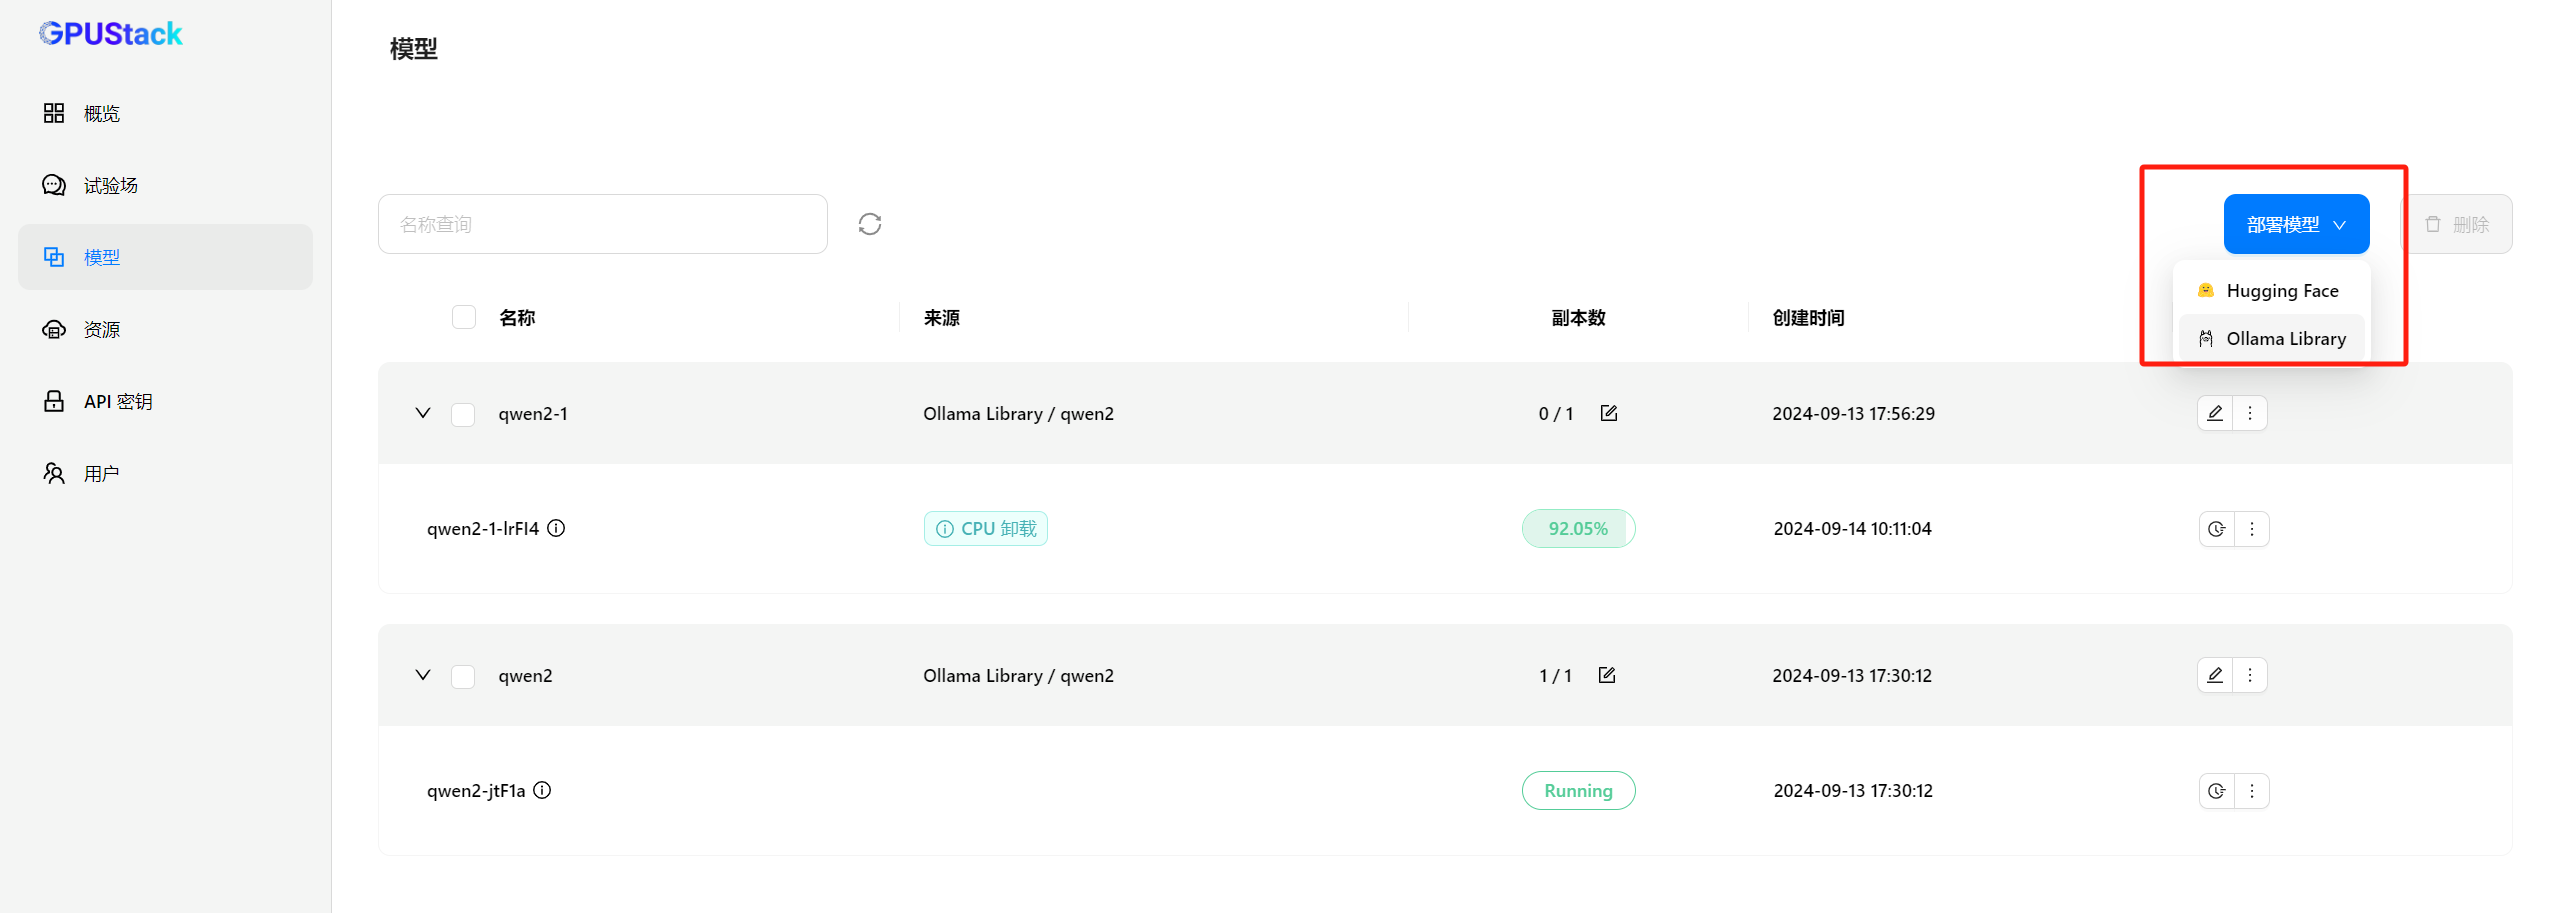 GPUStack
概览
试验场
模型
资源
API 密钥
用户
模型
名称查询
部署模型
删除
Hugging Face
Ollama Library
名称 来源 副本数 创建时间
qwen2-1 Ollama Library / qwen2 0 / 1 2024-09-13 17:56:29
qwen2-1-lrFI4 CPU 卸载 92.05% 2024-09-14 10:11:04
qwen2 Ollama Library / qwen2 1 / 1 2024-09-13 17:30:12
qwen2-jtF1a Running 2024-09-13 17:30:12